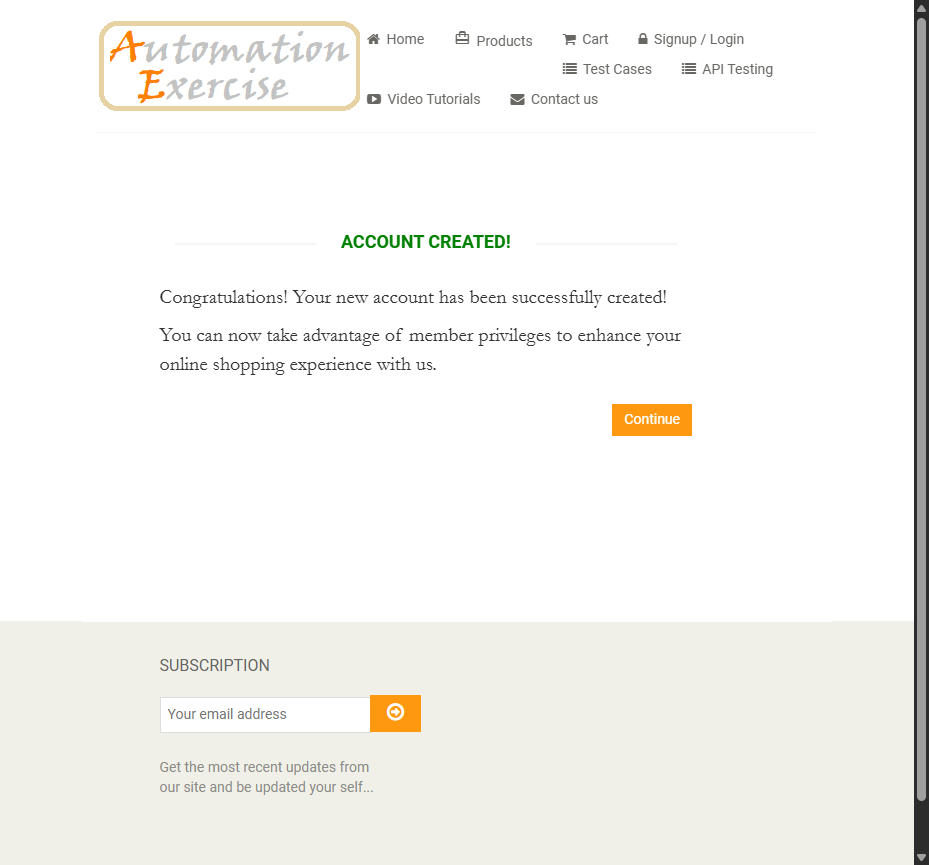 Automation
Exercise
Home
Products
Cart
Signup / Login
Test Cases
API Testing
Video Tutorials
Contact us
ACCOUNT CREATED!
Congratulations! Your new account has been successfully created!
You can now take advantage of member privileges to enhance your
online shopping experience with us.
Continue
SUBSCRIPTION
Your email address
Get the most recent updates from
our site and be updated your self...